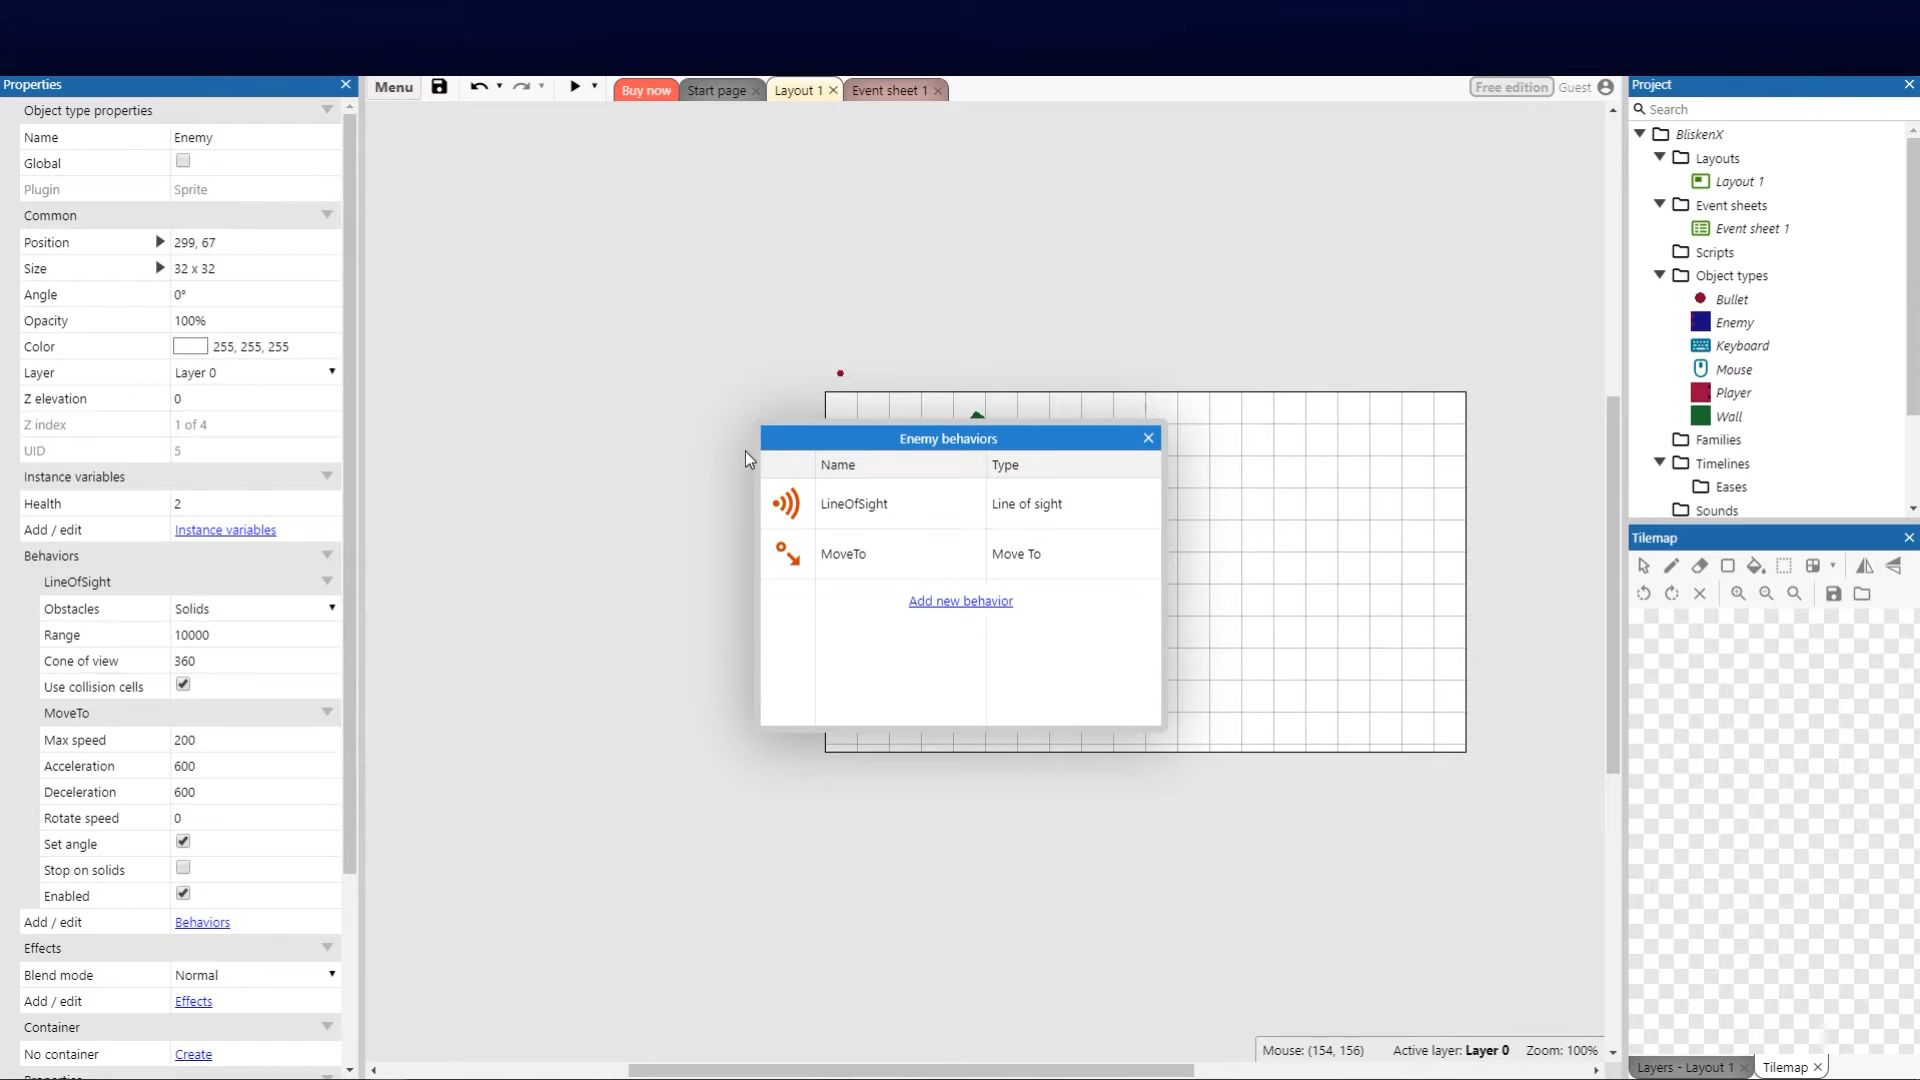 Properties
Object type properties
Name Enemy
Global
Plugin Sprite
Common
Position 299, 67
Size 32 x 32
Angle 0°
Opacity 100%
Color 255, 255, 255
Layer Layer 0
Z elevation 0
Z index 1 of 4
UID 5
Instance variables
Health 2
Add / edit Instance variables
Behaviors
LineOfSight
Obstacles Solids
Range 10000
Cone of view 360
Use collision cells
MoveTo
Max speed 200
Acceleration 600
Deceleration 600
Rotate speed 0
Set angle
Stop on solids
Enabled
Add / edit Behaviors
Effects
Blend mode Normal
Add / edit Effects
Container
No container Create
Menu Buy now Start page Layout 1 Event sheet 1 Free edition Guest
Enemy behaviors
Name Type
LineOfSight Line of sight
MoveTo Move To
Add new behavior
Mouse: (154, 156) Active layer: Layer 0 Zoom: 100%
Project
Search
BliskenX
Layouts
Layout 1
Event sheets
Event sheet 1
Scripts
Object types
Bullet
Enemy
Keyboard
Mouse
Player
Wall
Families
Timelines
Eases
Sounds
Tilemap
Layers - Layout 1 Tilemap